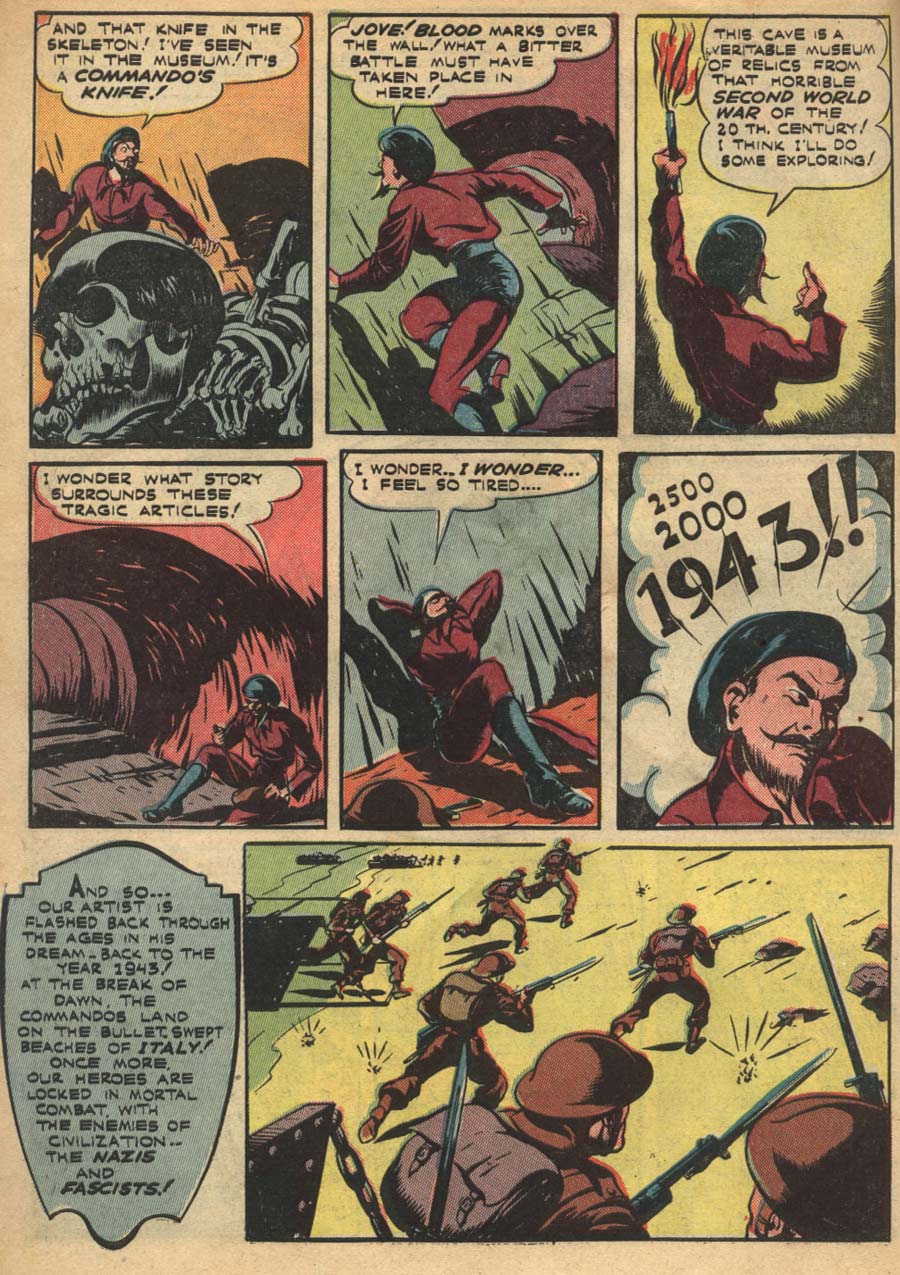 AND THAT KNIFE IN THE
SKELETON! I'VE SEEN
IT IN THE MUSEUM! IT'S
A COMMANDO'S
KNIFE!
JOVE! BLOOD MARKS OVER
THE WALL! WHAT A BITTER
BATTLE MUST HAVE
TAKEN PLACE IN
HERE!
THIS CAVE IS A
VERITABLE MUSEUM
OF RELICS FROM
THAT HORRIBLE
SECOND WORLD
WAR OF THE
20 TH. CENTURY!
I THINK I'LL DO
SOME EXPLORING!
I WONDER WHAT STORY
SURROUNDS THESE
TRAGIC ARTICLES!
I WONDER... I WONDER...
I FEEL SO TIRED....
2500
2000
1943!!
AND SO...
OUR ARTIST IS
FLASHED BACK THROUGH
THE AGES IN HIS
DREAM - BACK TO THE
YEAR 1943!
AT THE BREAK OF
DAWN, THE
COMMANDOS LAND
ON THE BULLET SWEPT
BEACHES OF ITALY!
ONCE MORE,
OUR HEROES ARE
LOCKED IN MORTAL
COMBAT WITH
THE ENEMIES OF
CIVILIZATION--
THE NAZIS
AND
FASCISTS!